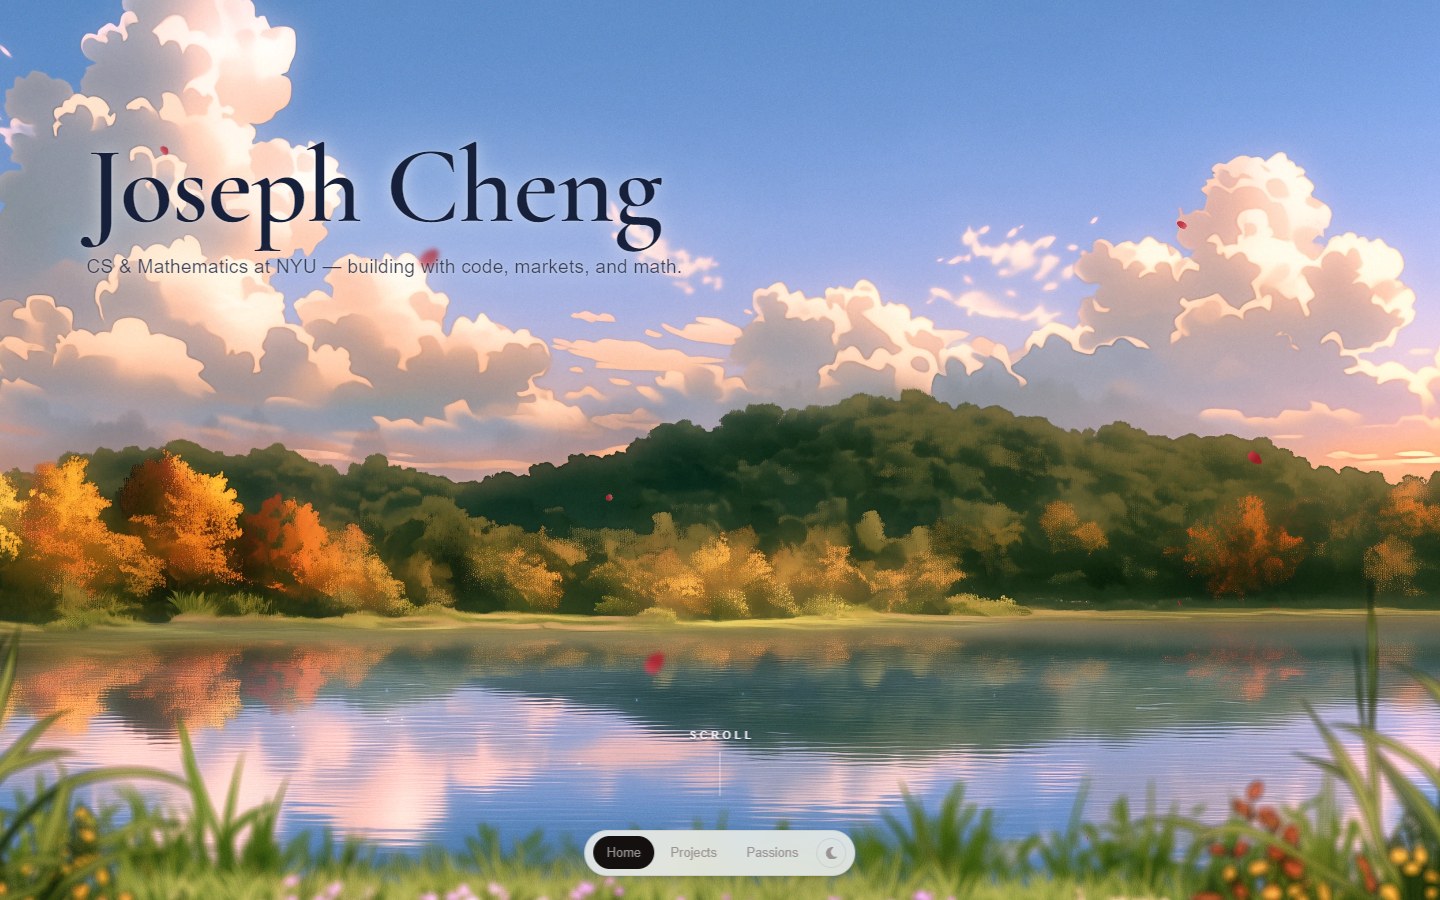 Joseph Cheng
CS & Mathematics at NYU — building with code, markets, and math.
SCROLL
Home
Projects
Passions